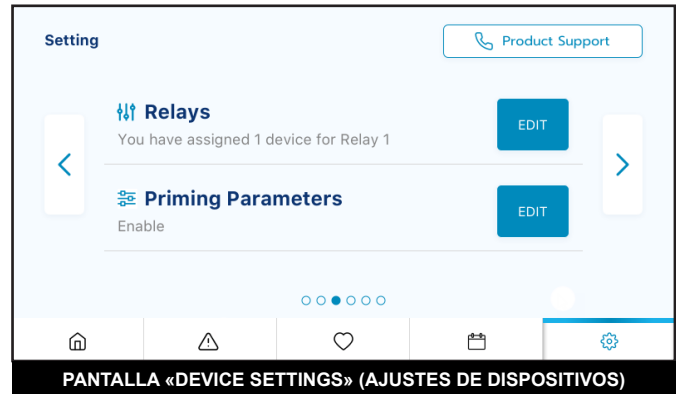 Setting
Product Support
Relays
You have assigned 1 device for Relay 1
EDIT
Priming Parameters
Enable
EDIT
PANTALLA «DEVICE SETTINGS» (AJUSTES DE DISPOSITIVOS)